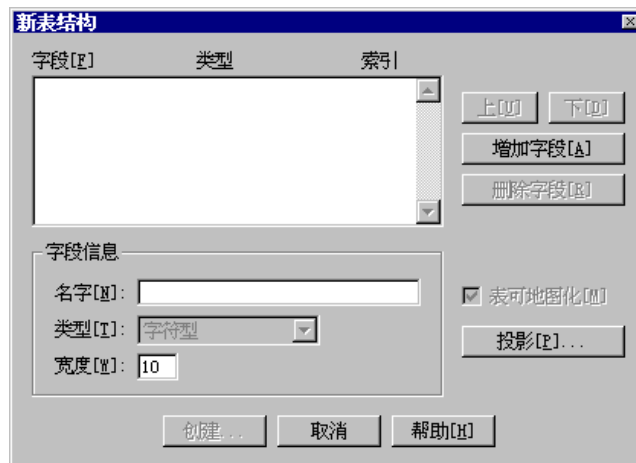 新表结构
字段[F] 类型 索引
上[U] 下[D]
增加字段[A]
删除字段[R]
字段信息
名字[N]:
类型[T]: 字符型
宽度[W]: 10
表可地图化[M]
投影[P]...
创建... 取消 帮助[H]